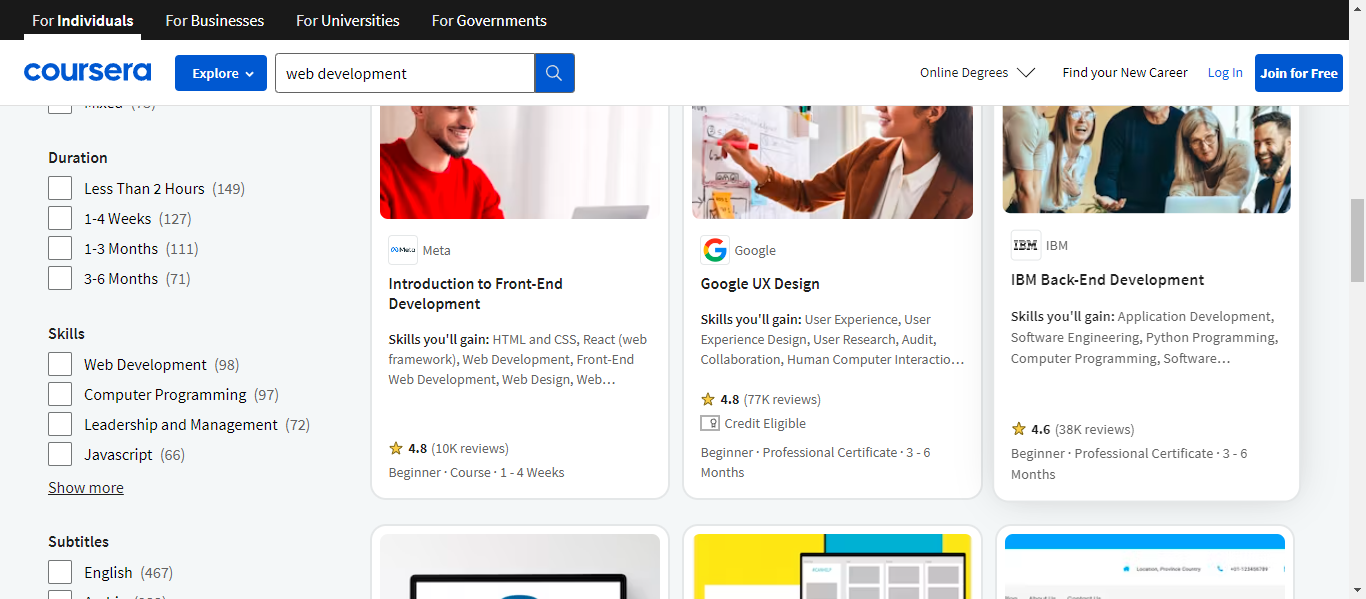 For Individuals
For Businesses
For Universities
For Governments
coursera
Explore
web development
Online Degrees
Find your New Career
Log In
Join for Free
Duration
Less Than 2 Hours (149)
1-4 Weeks (127)
1-3 Months (111)
3-6 Months (71)
Skills
Web Development (98)
Computer Programming (97)
Leadership and Management (72)
Javascript (66)
Show more
Subtitles
English (467)
Meta
Meta
Introduction to Front-End
Development
Skills you'll gain: HTML and CSS, React (web
framework), Web Development, Front-End
Web Development, Web Design, Web…
4.8 (10K reviews)
Beginner · Course · 1 - 4 Weeks
Google
Google UX Design
Skills you'll gain: User Experience, User
Experience Design, User Research, Audit,
Collaboration, Human Computer Interactio…
4.8 (77K reviews)
Credit Eligible
Beginner · Professional Certificate · 3 - 6
Months
IBM
IBM
IBM Back-End Development
Skills you'll gain: Application Development,
Software Engineering, Python Programming,
Computer Programming, Software…
4.6 (38K reviews)
Beginner · Professional Certificate · 3 - 6
Months
Location, Province Country